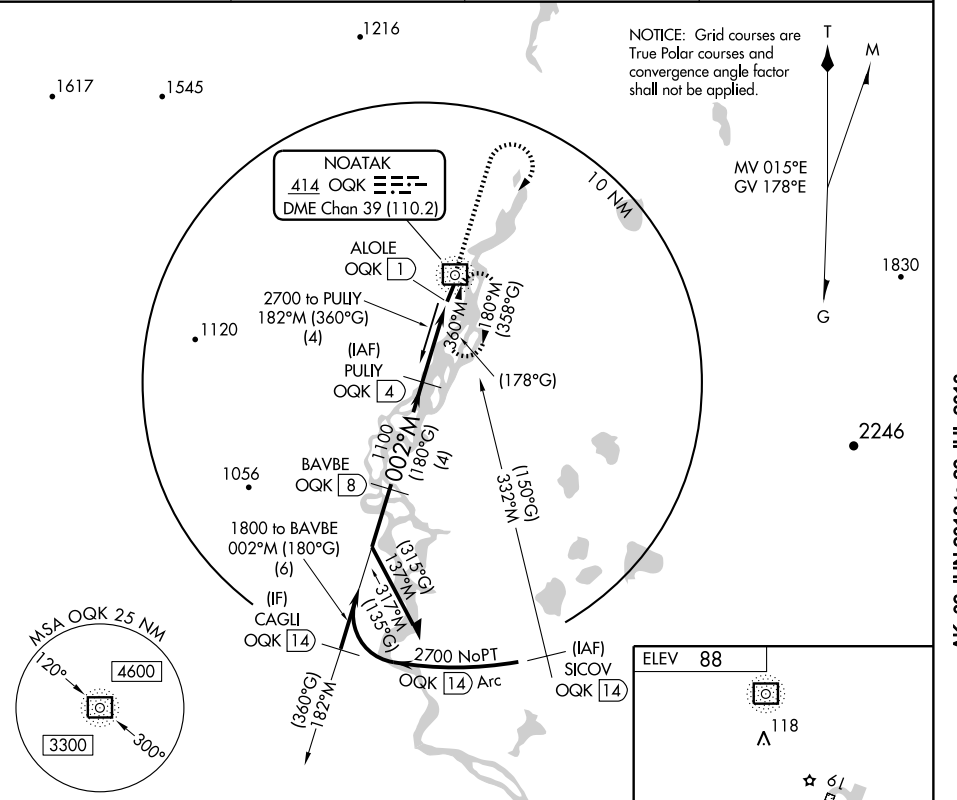 1216
1617
1545
NOTICE: Grid courses are
True Polar courses and
convergence angle factor
shall not be applied.
T
M
MV 015°E
GV 178°E
G
NOATAK
414 OQK
DME Chan 39 (110.2)
10 NM
ALOLE
OQK 1
2700 to PULIY
182°M (360°G)
(4)
360°M
180°M
(358°G)
1830
1120
(IAF)
PULIY
OQK 4
(178°G)
1100
002°M
(180°G)
(4)
2246
1056
BAVBE
OQK 8
(150°G)
332°M
1800 to BAVBE
002°M (180°G)
(6)
(315°G)
137°M
317°M
(135°G)
(IF)
CAGLI
OQK 14
2700 NoPT
OQK 14 Arc
(IAF)
SICOV
OQK 14
(360°G)
182°M
MSA OQK 25 NM
120°
4600
3300
300°
ELEV 88
118
19